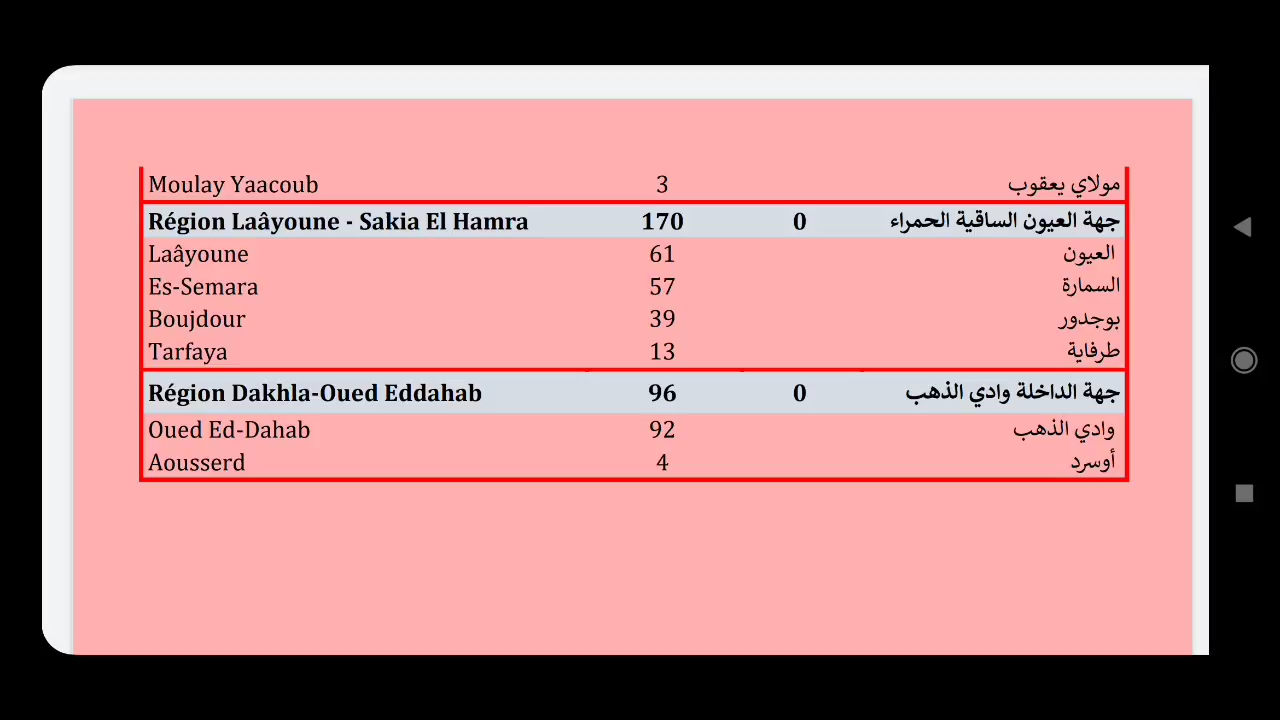 Moulay Yaacoub 3 مولاي يعقوب
Région Laâyoune - Sakia El Hamra 170 0 جهة العيون الساقية الحمراء
Laâyoune 61 العيون
Es-Semara 57 السمارة
Boujdour 39 بوجدور
Tarfaya 13 طرفاية
Région Dakhla-Oued Eddahab 96 0 جهة الداخلة وادي الذهب
Oued Ed-Dahab 92 وادي الذهب
Aousserd 4 أوسرد